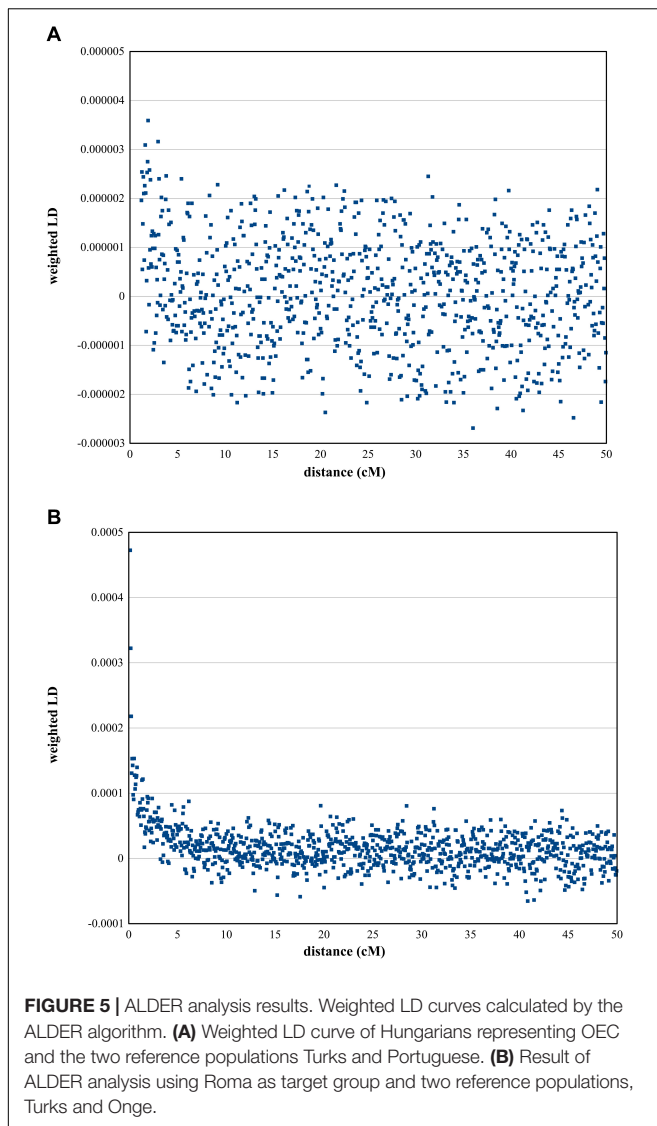 A
0.000005
0.000004
0.000003
0.000002
0.000001
0
-0.000001
-0.000002
-0.000003
weighted LD
0 5 10 15 20 25 30 35 40 45 50
distance (cM)
B
0.0005
0.0004
0.0003
0.0002
0.0001
0
-0.0001
weighted LD
0 5 10 15 20 25 30 35 40 45 50
distance (cM)
FIGURE 5 | ALDER analysis results. Weighted LD curves calculated by the
ALDER algorithm. (A) Weighted LD curve of Hungarians representing OEC
and the two reference populations Turks and Portuguese. (B) Result of
ALDER analysis using Roma as target group and two reference populations,
Turks and Onge.